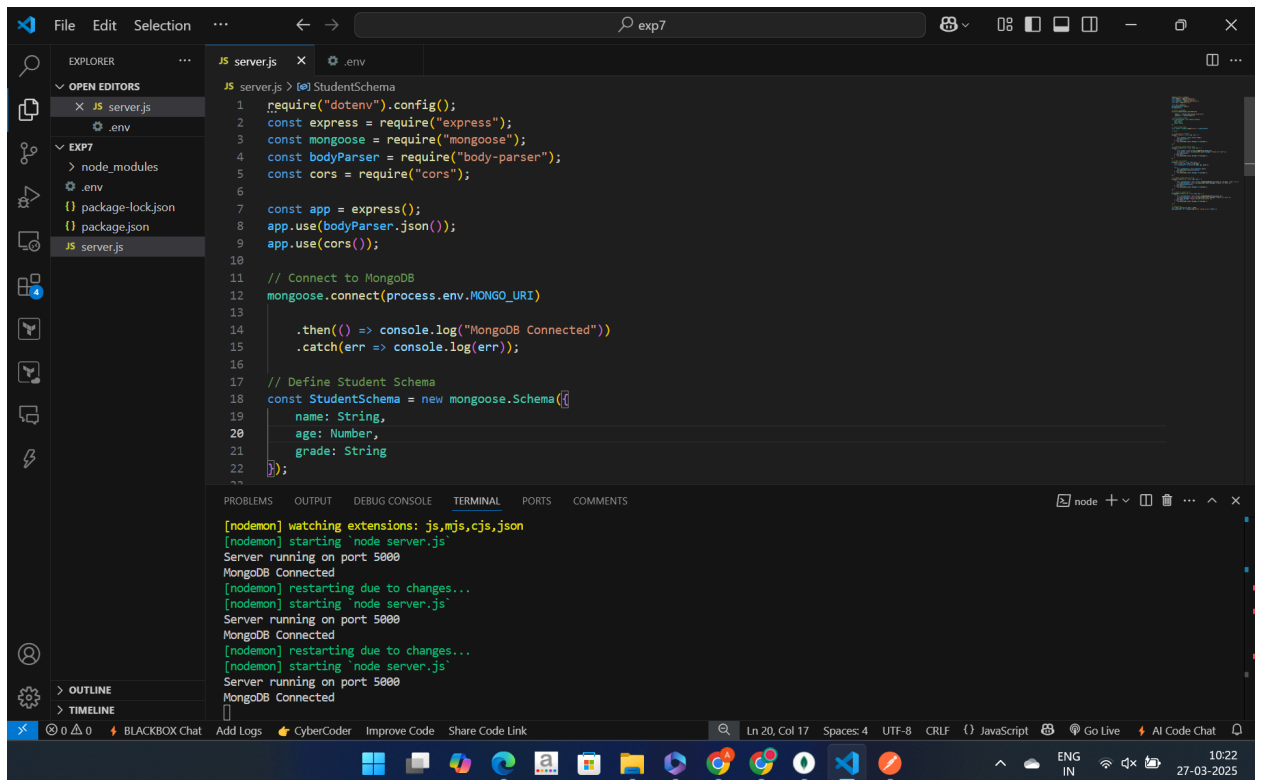 File Edit Selection ··· exp7
EXPLORER ···
OPEN EDITORS
JS server.js
.env
EXP7
node_modules
.env
{} package-lock.json
{} package.json
JS server.js
OUTLINE
TIMELINE
4
JS server.js .env
JS server.js > StudentSchema
1 require("dotenv").config();
2 const express = require("express");
3 const mongoose = require("mongoose");
4 const bodyParser = require("body-parser");
5 const cors = require("cors");
6
7 const app = express();
8 app.use(bodyParser.json());
9 app.use(cors());
10
11 // Connect to MongoDB
12 mongoose.connect(process.env.MONGO_URI)
13
14 .then(() => console.log("MongoDB Connected"))
15 .catch(err => console.log(err));
16
17 // Define Student Schema
18 const StudentSchema = new mongoose.Schema({
19 name: String,
20 age: Number,
21 grade: String
22 });
23
PROBLEMS OUTPUT DEBUG CONSOLE TERMINAL PORTS COMMENTS node
[nodemon] watching extensions: js,mjs,cjs,json
[nodemon] starting `node server.js`
Server running on port 5000
MongoDB Connected
[nodemon] restarting due to changes...
[nodemon] starting `node server.js`
Server running on port 5000
MongoDB Connected
[nodemon] restarting due to changes...
[nodemon] starting `node server.js`
Server running on port 5000
MongoDB Connected
0 0 BLACKBOX Chat Add Logs CyberCoder Improve Code Share Code Link Ln 20, Col 17 Spaces: 4 UTF-8 CRLF {} JavaScript Go Live AI Code Chat
ENG 10:22
IN 27-03-2025